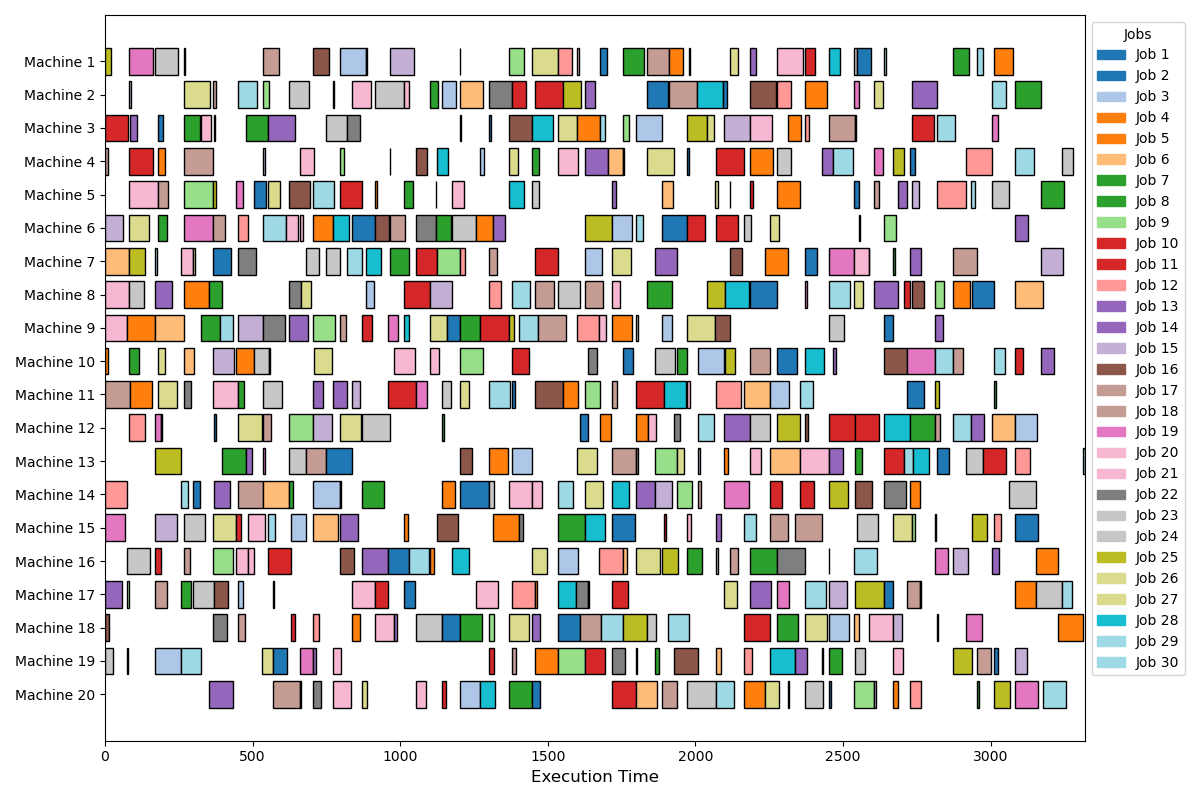 Machine 1
Machine 2
Machine 3
Machine 4
Machine 5
Machine 6
Machine 7
Machine 8
Machine 9
Machine 10
Machine 11
Machine 12
Machine 13
Machine 14
Machine 15
Machine 16
Machine 17
Machine 18
Machine 19
Machine 20
0 500 1000 1500 2000 2500 3000
Execution Time
Jobs
Job 1
Job 2
Job 3
Job 4
Job 5
Job 6
Job 7
Job 8
Job 9
Job 10
Job 11
Job 12
Job 13
Job 14
Job 15
Job 16
Job 17
Job 18
Job 19
Job 20
Job 21
Job 22
Job 23
Job 24
Job 25
Job 26
Job 27
Job 28
Job 29
Job 30